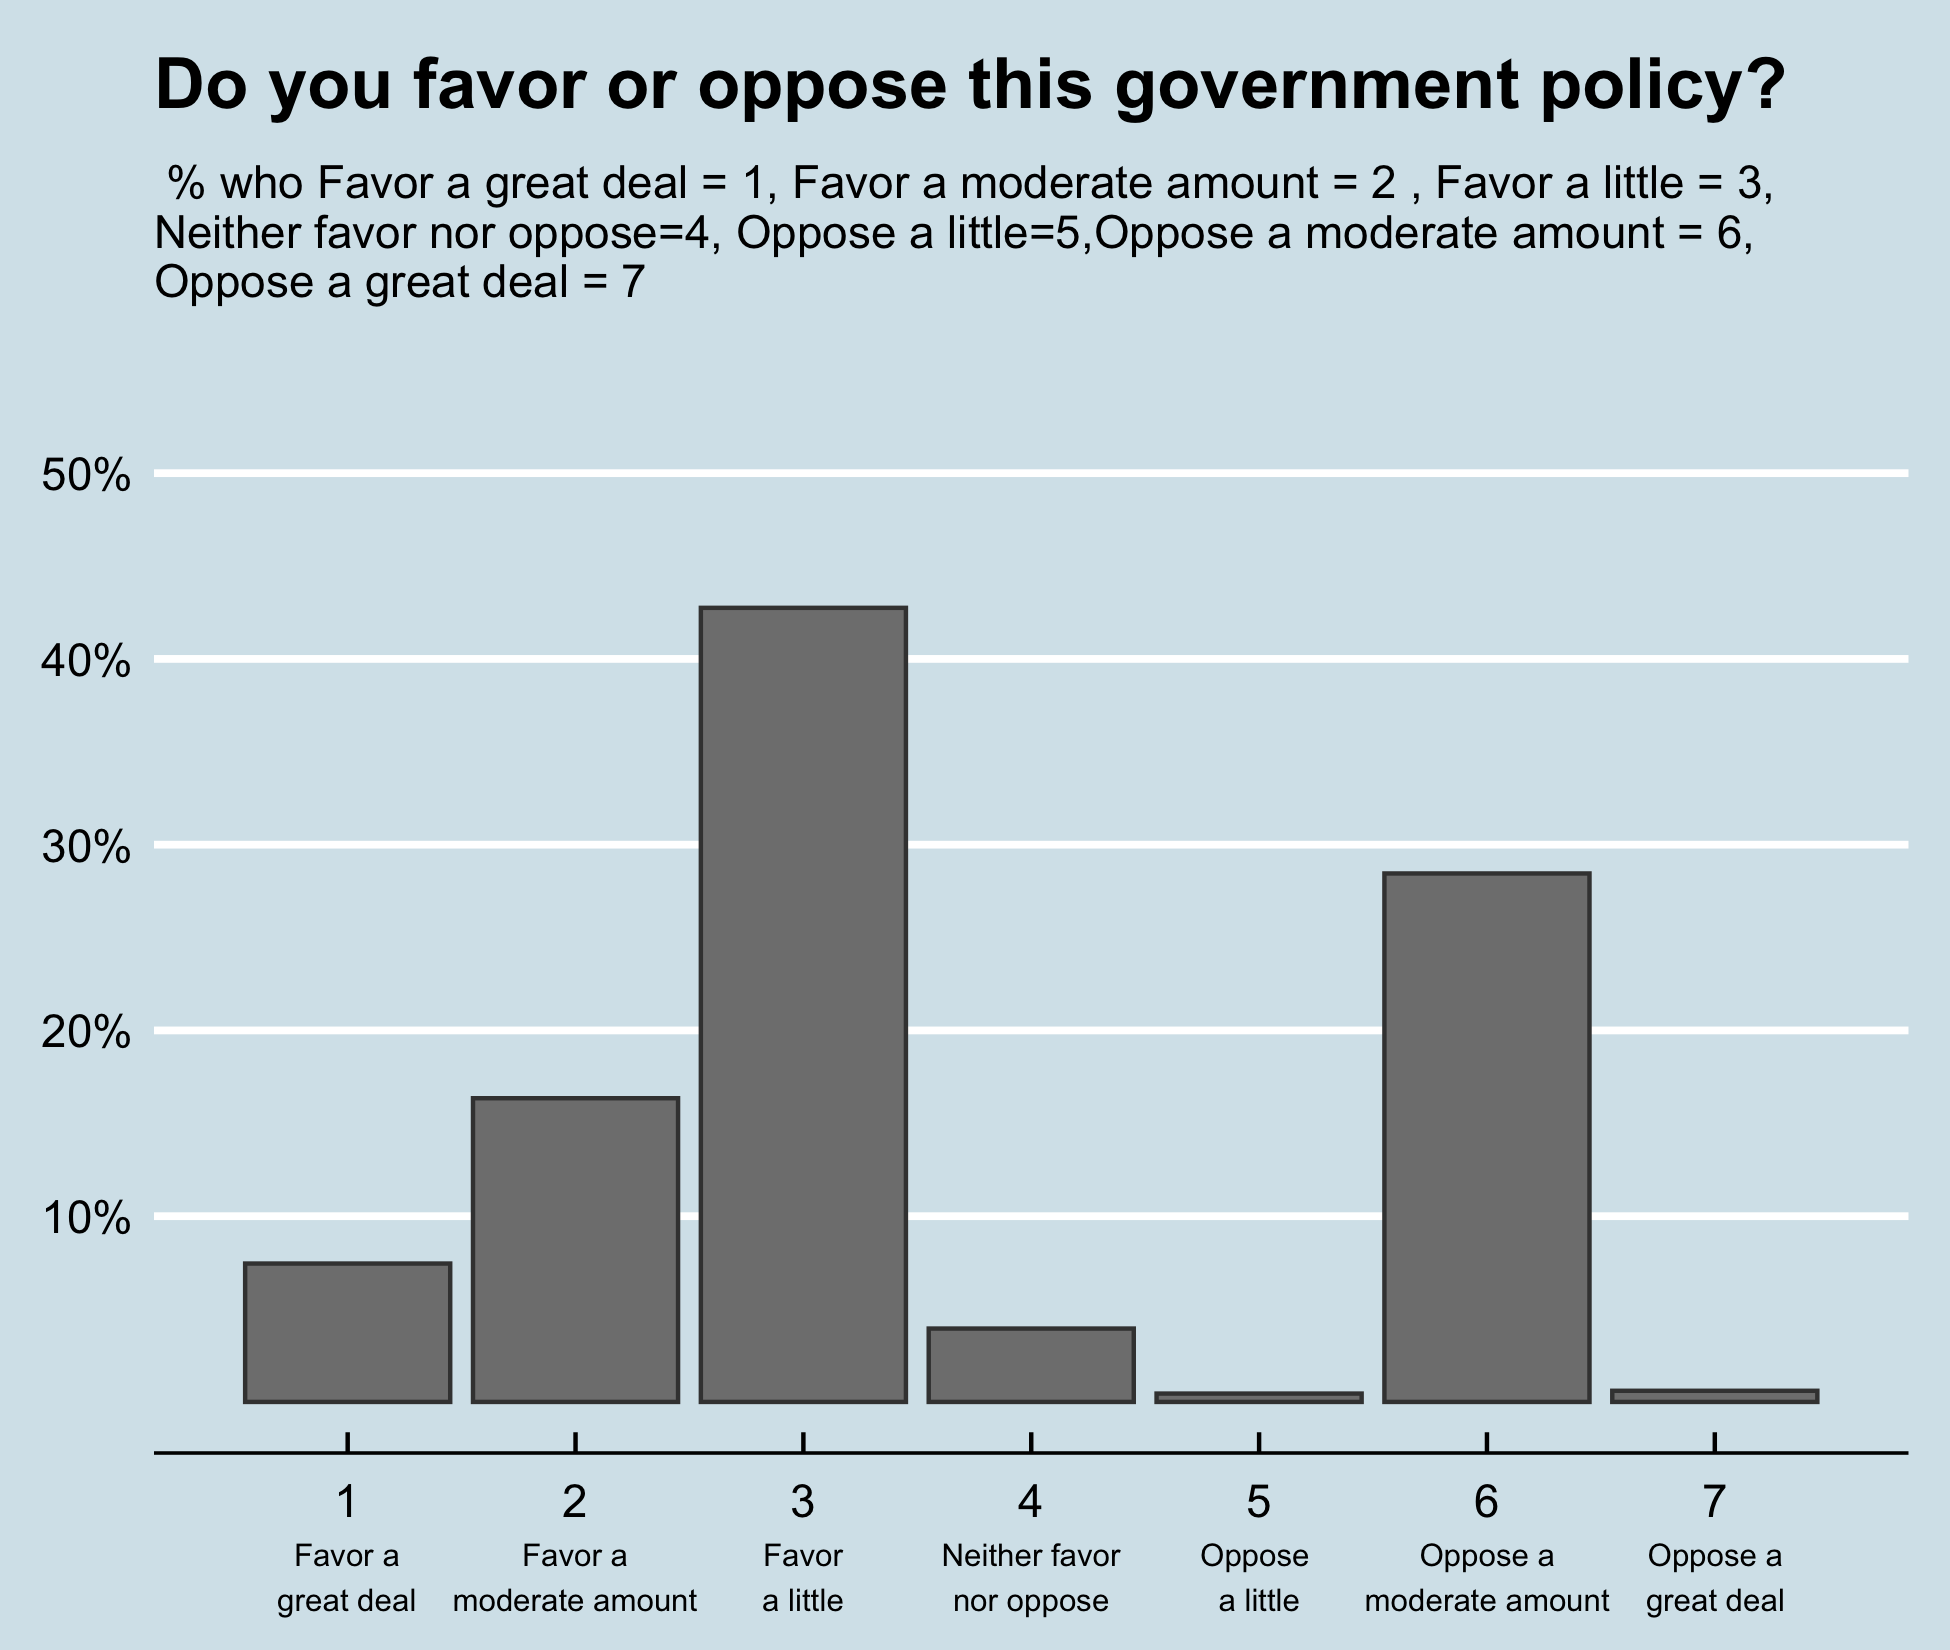 Do you favor or oppose this government policy?
% who Favor a great deal = 1, Favor a moderate amount = 2 , Favor a little = 3,
Neither favor nor oppose=4, Oppose a little=5,Oppose a moderate amount = 6,
Oppose a great deal = 7
50%
40%
30%
20%
10%
1 2 3 4 5 6 7
Favor a Favor a Favor Neither favor Oppose Oppose a Oppose a
great deal moderate amount a little nor oppose a little moderate amount great deal